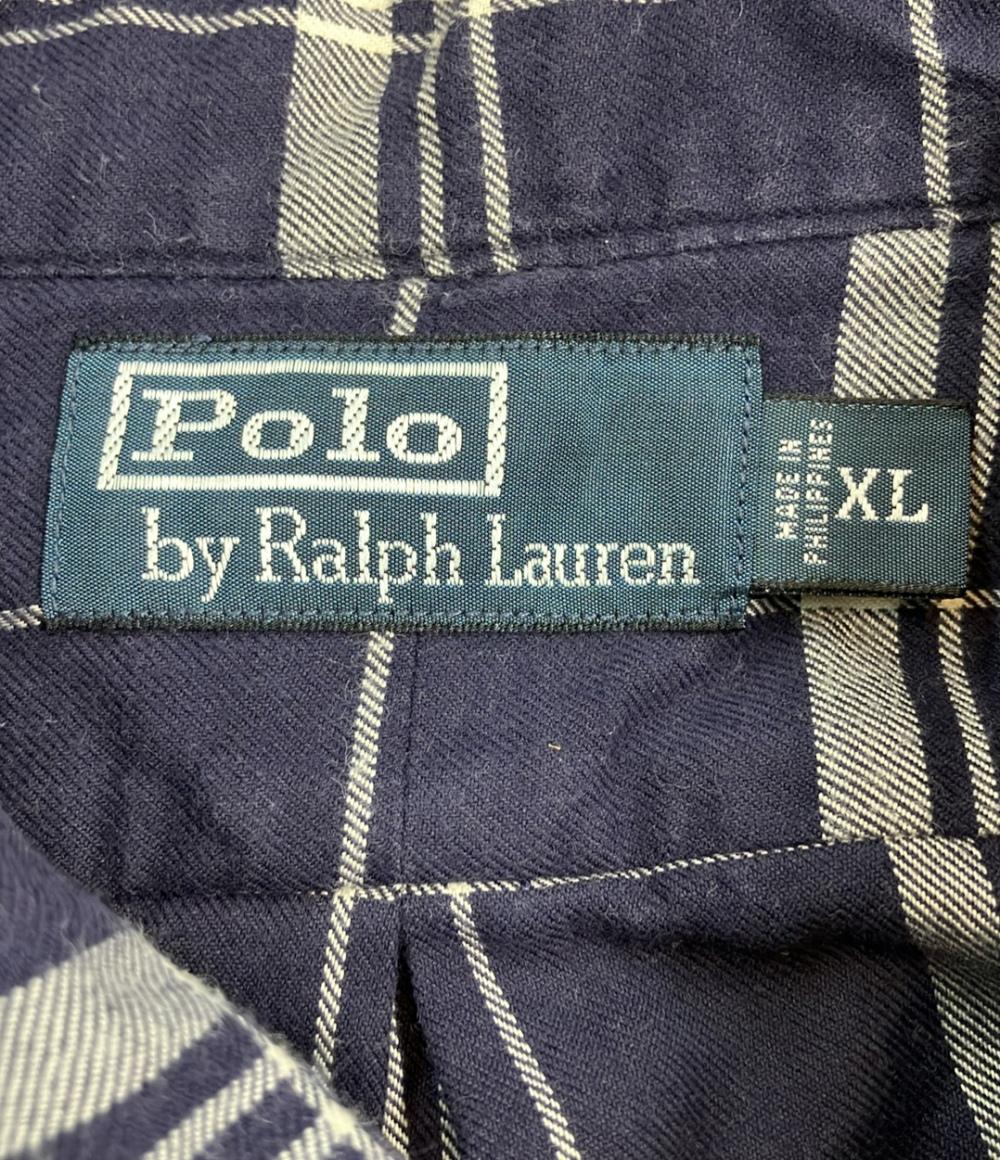 Polo
by Ralph Lauren
MADE IN
PHILIPPINES
XL